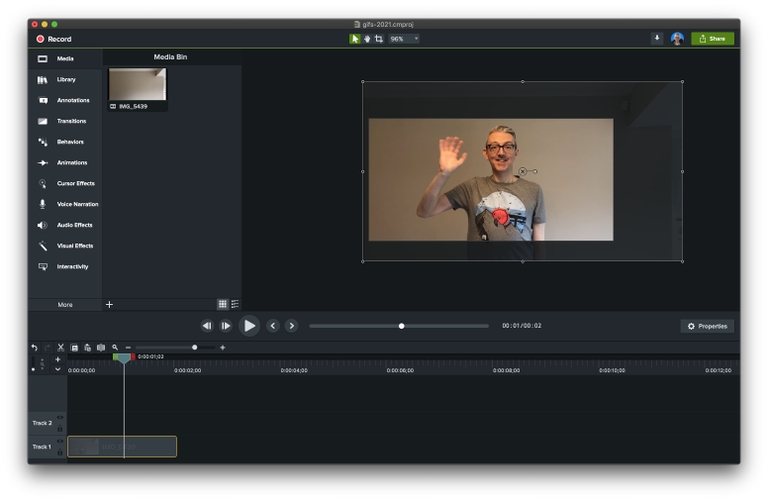 gifs-2021.cmproj
Record
96%
Share
Media
Library
Annotations
Transitions
Behaviors
Animations
Cursor Effects
Voice Narration
Audio Effects
Visual Effects
Interactivity
More
Media Bin
IMG_5439
00:01/00:02
Properties
0:00:01;02
0:00:00;00
0:00:02;00
0:00:04;00
0:00:06;00
0:00:08;00
0:00:10;00
0:00:12;00
Track 2
Track 1